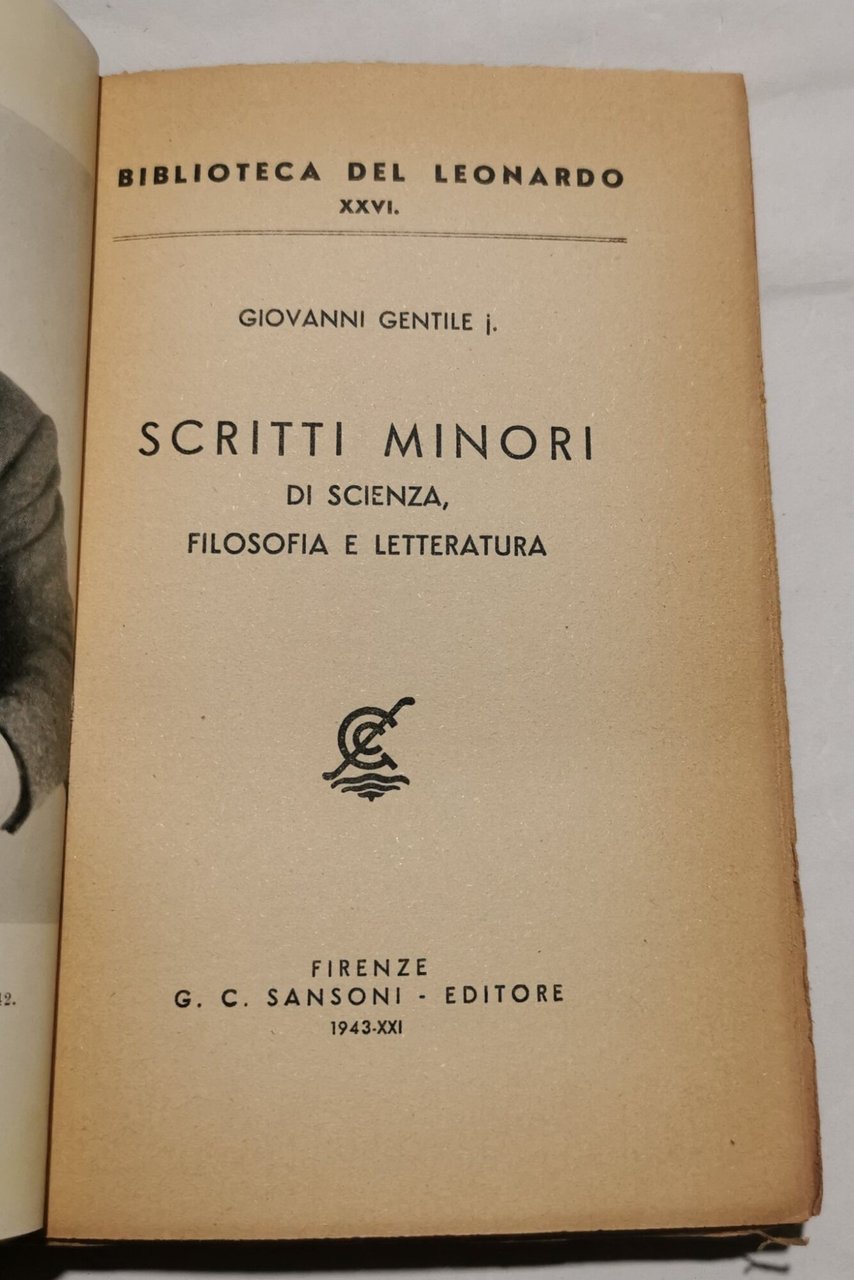 BIBLIOTECA DEL LEONARDO
XXVI.
GIOVANNI GENTILE j.
SCRITTI MINORI
DI SCIENZA,
FILOSOFIA E LETTERATURA
FIRENZE
G. C. SANSONI - EDITORE
1943-XXI